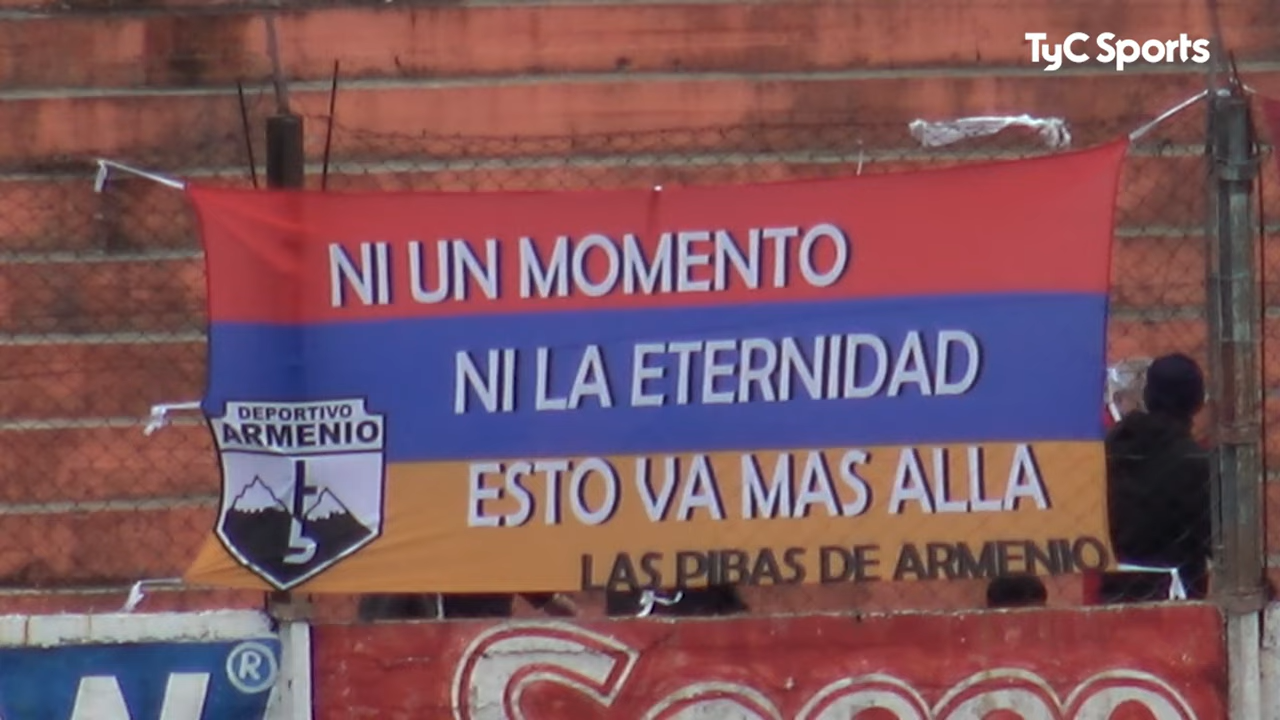 TyC Sports
NI UN MOMENTO
NI LA ETERNIDAD
ESTO VA MAS ALLA
LAS PIBAS DE ARMENIO
DEPORTIVO
ARMENIO
®